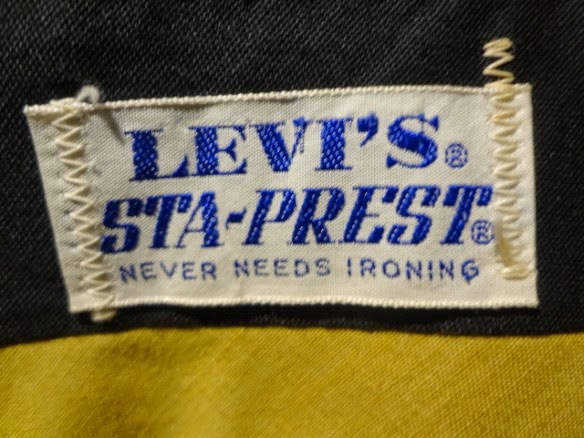 LEVI'S®
STA-PREST®
NEVER NEEDS IRONING